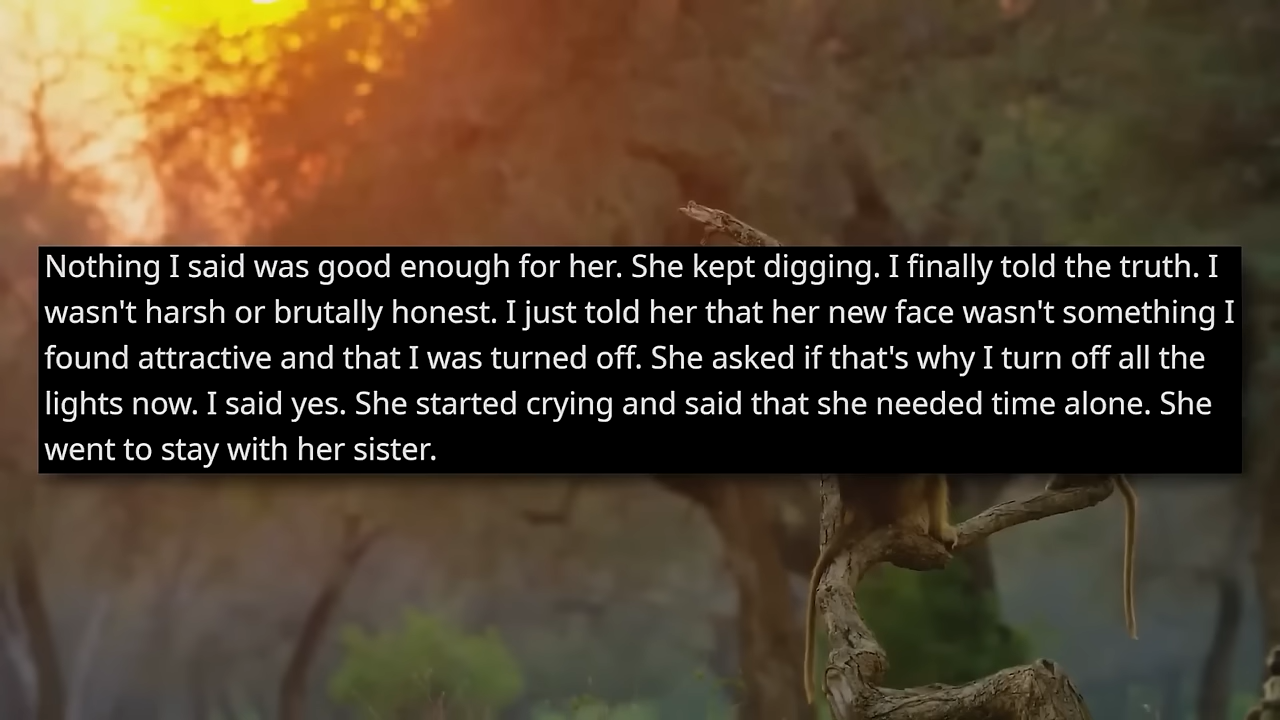 Nothing I said was good enough for her. She kept digging. I finally told the truth. I
wasn't harsh or brutally honest. I just told her that her new face wasn't something I
found attractive and that I was turned off. She asked if that's why I turn off all the
lights now. I said yes. She started crying and said that she needed time alone. She
went to stay with her sister.